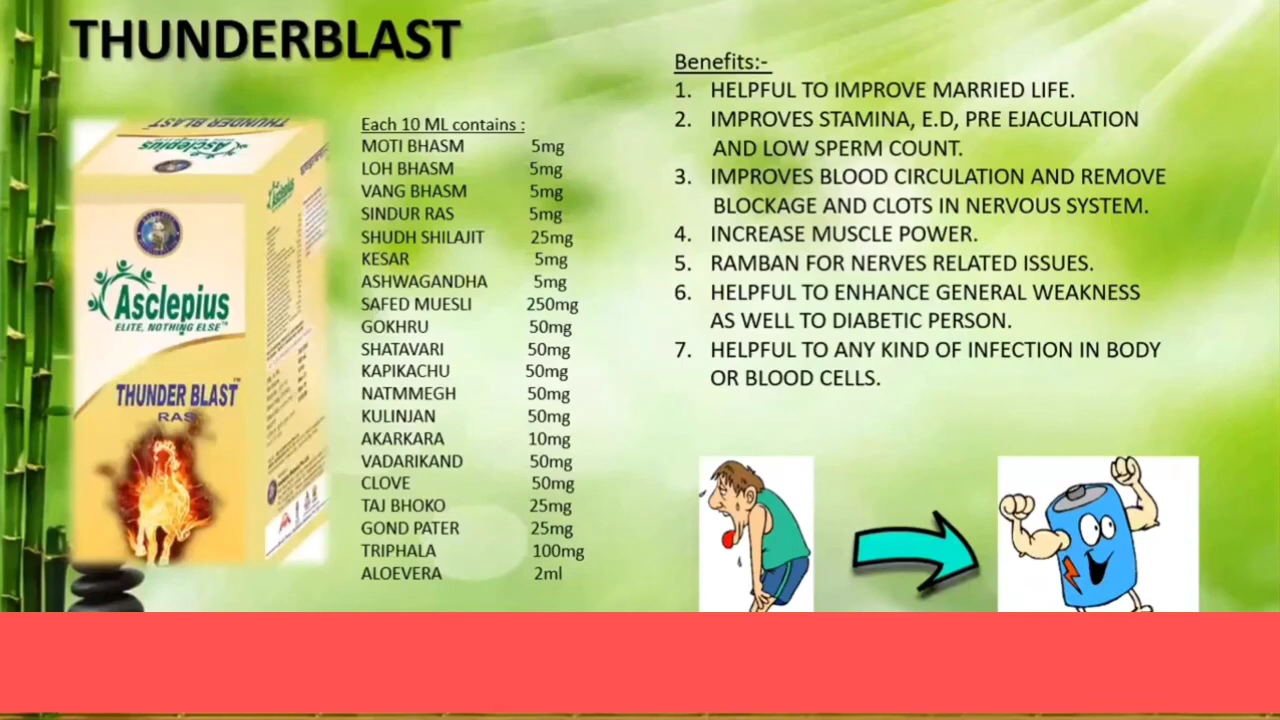 THUNDERBLAST
THUNDER BLAST
Asclepius
Asclepius
Asclepius
ELITE, NOTHING ELSE™
THUNDER BLAST™
RAS
Each 10 ML contains :
MOTI BHASM 5mg
LOH BHASM 5mg
VANG BHASM 5mg
SINDUR RAS 5mg
SHUDH SHILAJIT 25mg
KESAR 5mg
ASHWAGANDHA 5mg
SAFED MUESLI 250mg
GOKHRU 50mg
SHATAVARI 50mg
KAPIKACHU 50mg
NATMMEGH 50mg
KULINJAN 50mg
AKARKARA 10mg
VADARIKAND 50mg
CLOVE 50mg
TAJ BHOKO 25mg
GOND PATER 25mg
TRIPHALA 100mg
ALOEVERA 2ml
Benefits:-
1. HELPFUL TO IMPROVE MARRIED LIFE.
2. IMPROVES STAMINA, E.D, PRE EJACULATION
AND LOW SPERM COUNT.
3. IMPROVES BLOOD CIRCULATION AND REMOVE
BLOCKAGE AND CLOTS IN NERVOUS SYSTEM.
4. INCREASE MUSCLE POWER.
5. RAMBAN FOR NERVES RELATED ISSUES.
6. HELPFUL TO ENHANCE GENERAL WEAKNESS
AS WELL TO DIABETIC PERSON.
7. HELPFUL TO ANY KIND OF INFECTION IN BODY
OR BLOOD CELLS.